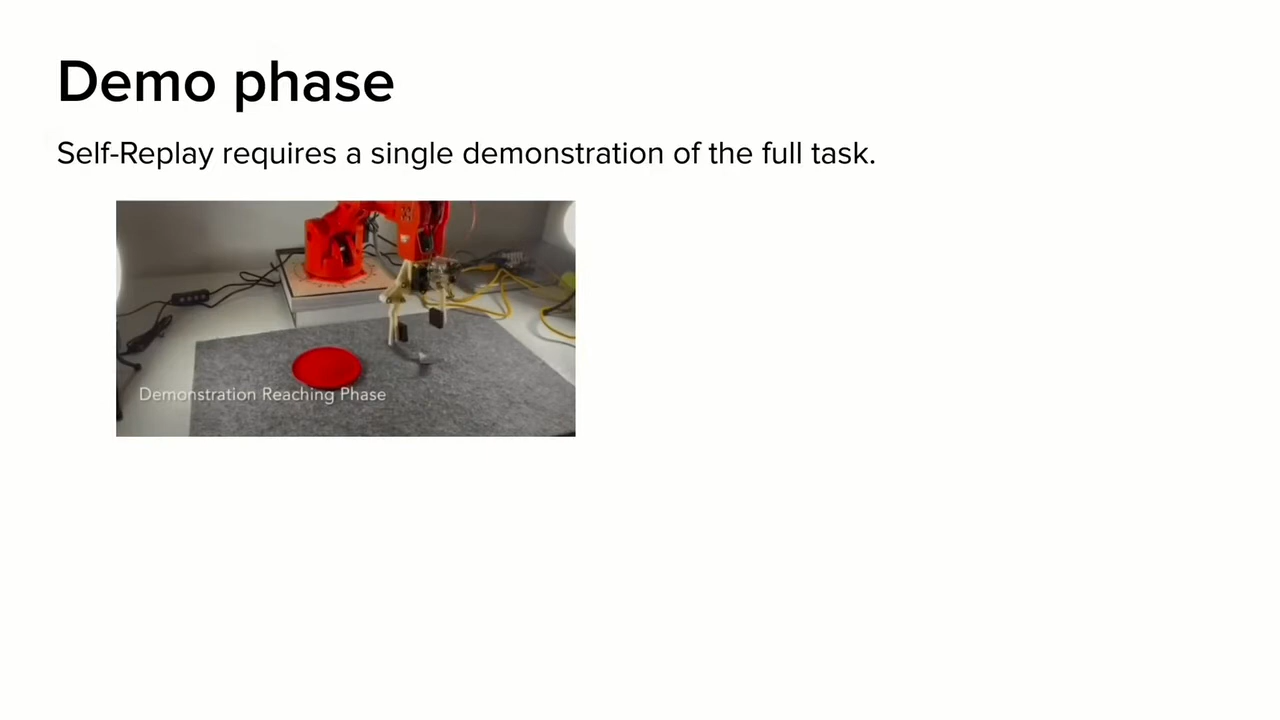 Demo phase
Self-Replay requires a single demonstration of the full task.
Demonstration Reaching Phase